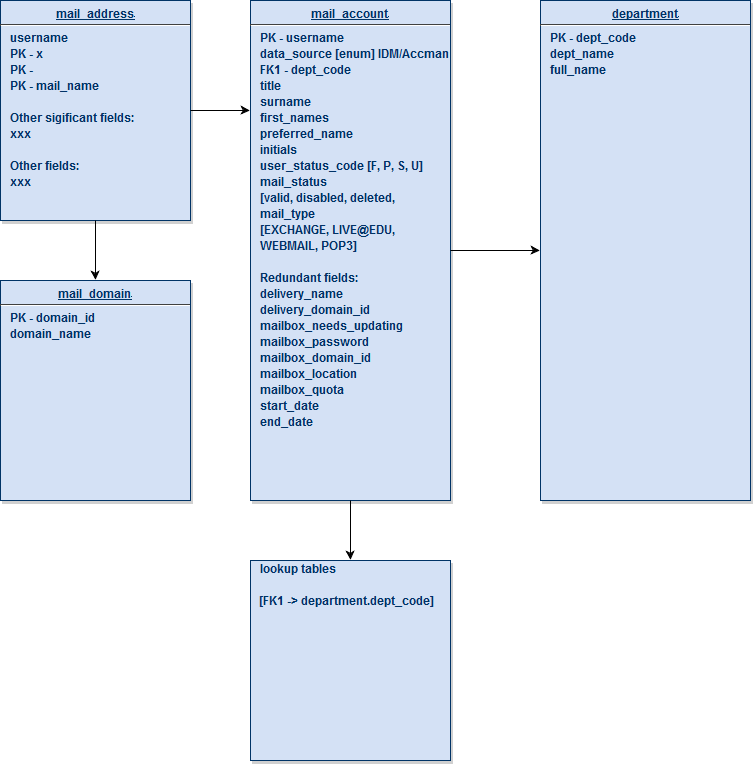 mail_address
username
PK - x
PK -
PK - mail_name
Other sigificant fields:
xxx
Other fields:
xxx
mail_domain
PK - domain_id
domain_name
mail_account
PK - username
data_source [enum] IDM/Accman
FK1 - dept_code
title
surname
first_names
preferred_name
initials
user_status_code [F, P, S, U]
mail_status
[valid, disabled, deleted,
mail_type
[EXCHANGE, LIVE@EDU,
WEBMAIL, POP3]
Redundant fields:
delivery_name
delivery_domain_id
mailbox_needs_updating
mailbox_password
mailbox_domain_id
mailbox_location
mailbox_quota
start_date
end_date
department
PK - dept_code
dept_name
full_name
lookup tables
[FK1 -> department.dept_code]